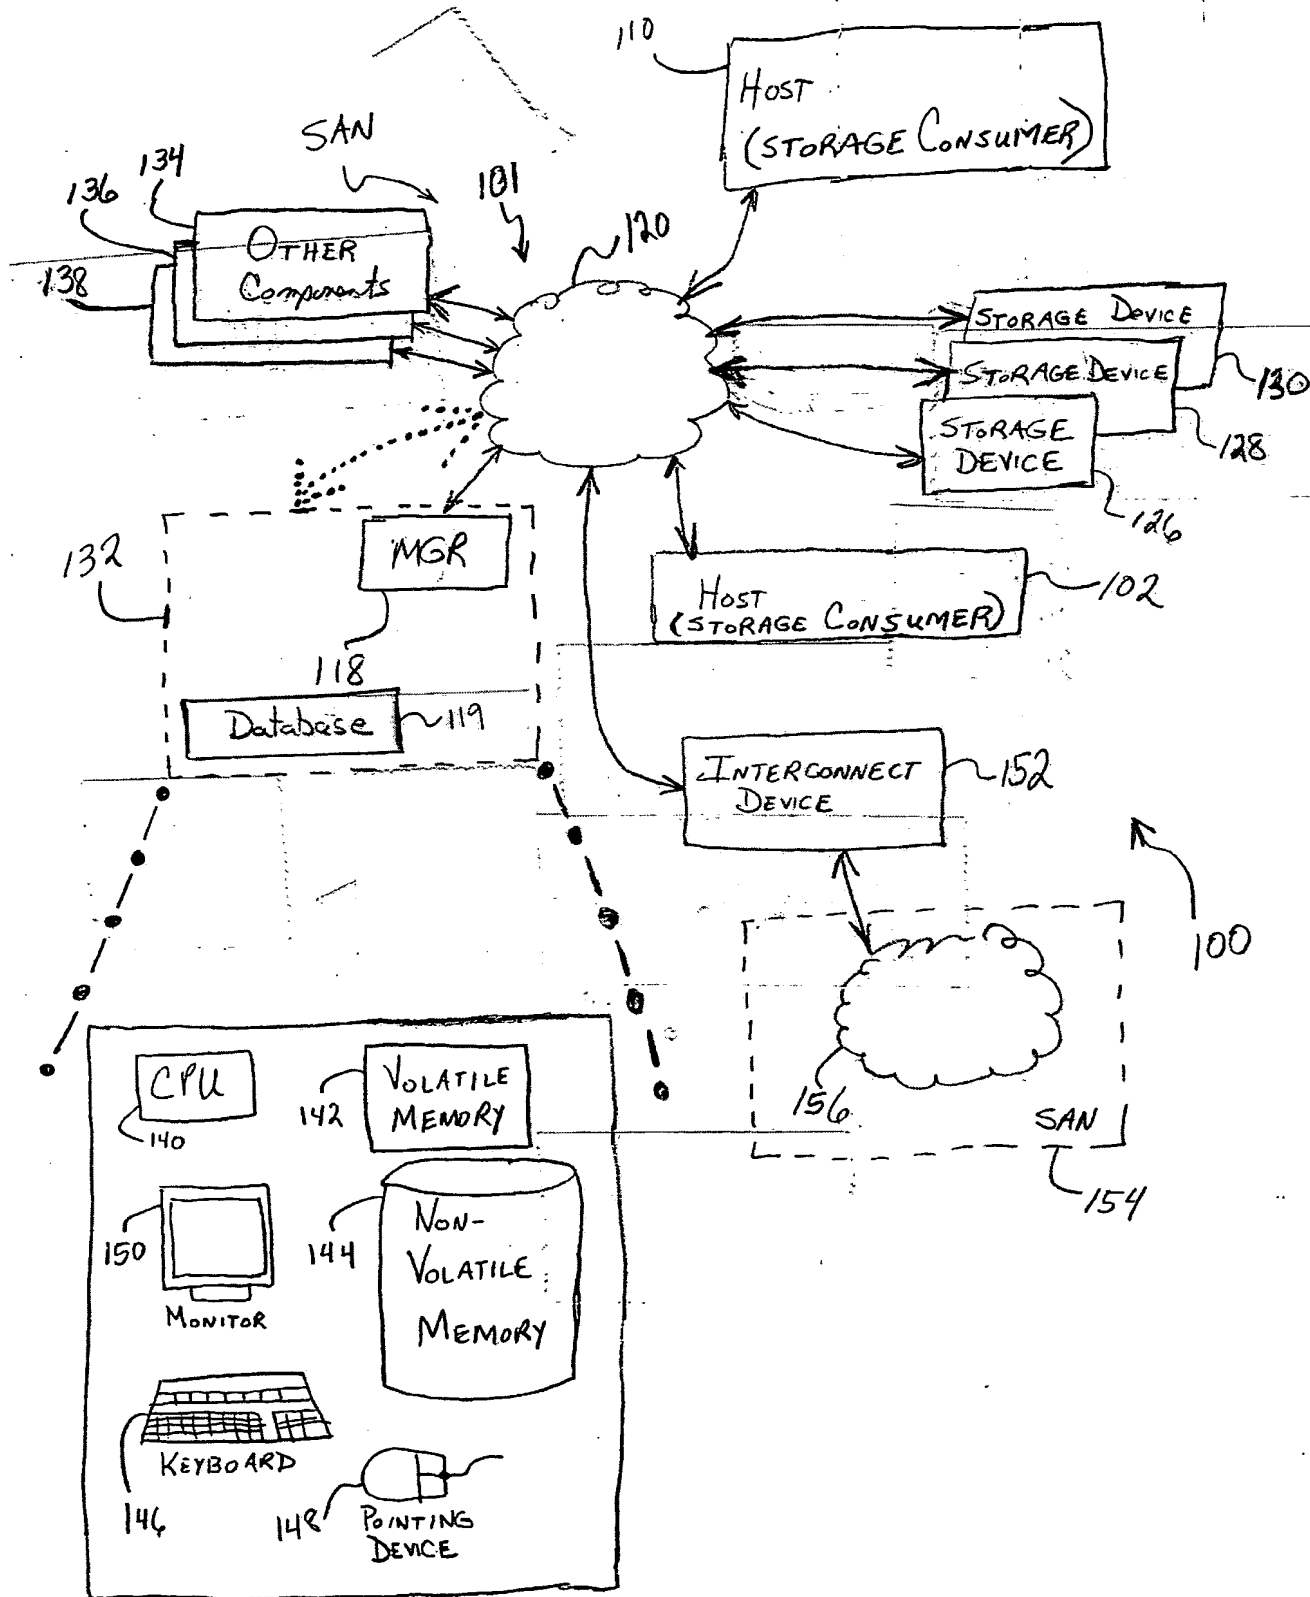 110
HOST
(STORAGE CONSUMER)
SAN
134
136
138
101
120
OTHER
Components
STORAGE DEVICE
130
STORAGE DEVICE
128
STORAGE
DEVICE
126
132
MGR
118
Database
119
HOST
(STORAGE CONSUMER)
102
INTERCONNECT
DEVICE
152
100
156
SAN
154
CPU
140
142
VOLATILE
MEMORY
150
MONITOR
144
NON-
VOLATILE
MEMORY
KEYBOARD
146
148
POINTING
DEVICE